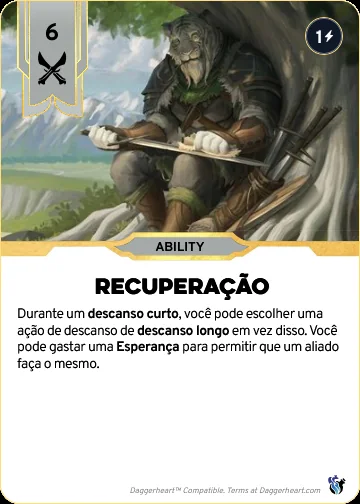 6
1
ABILITY
RECUPERAÇÃO
Durante um descanso curto, você pode escolher uma
ação de descanso de descanso longo em vez disso. Você
pode gastar uma Esperança para permitir que um aliado
faça o mesmo.
Daggerheart™ Compatible. Terms at Daggerheart.com